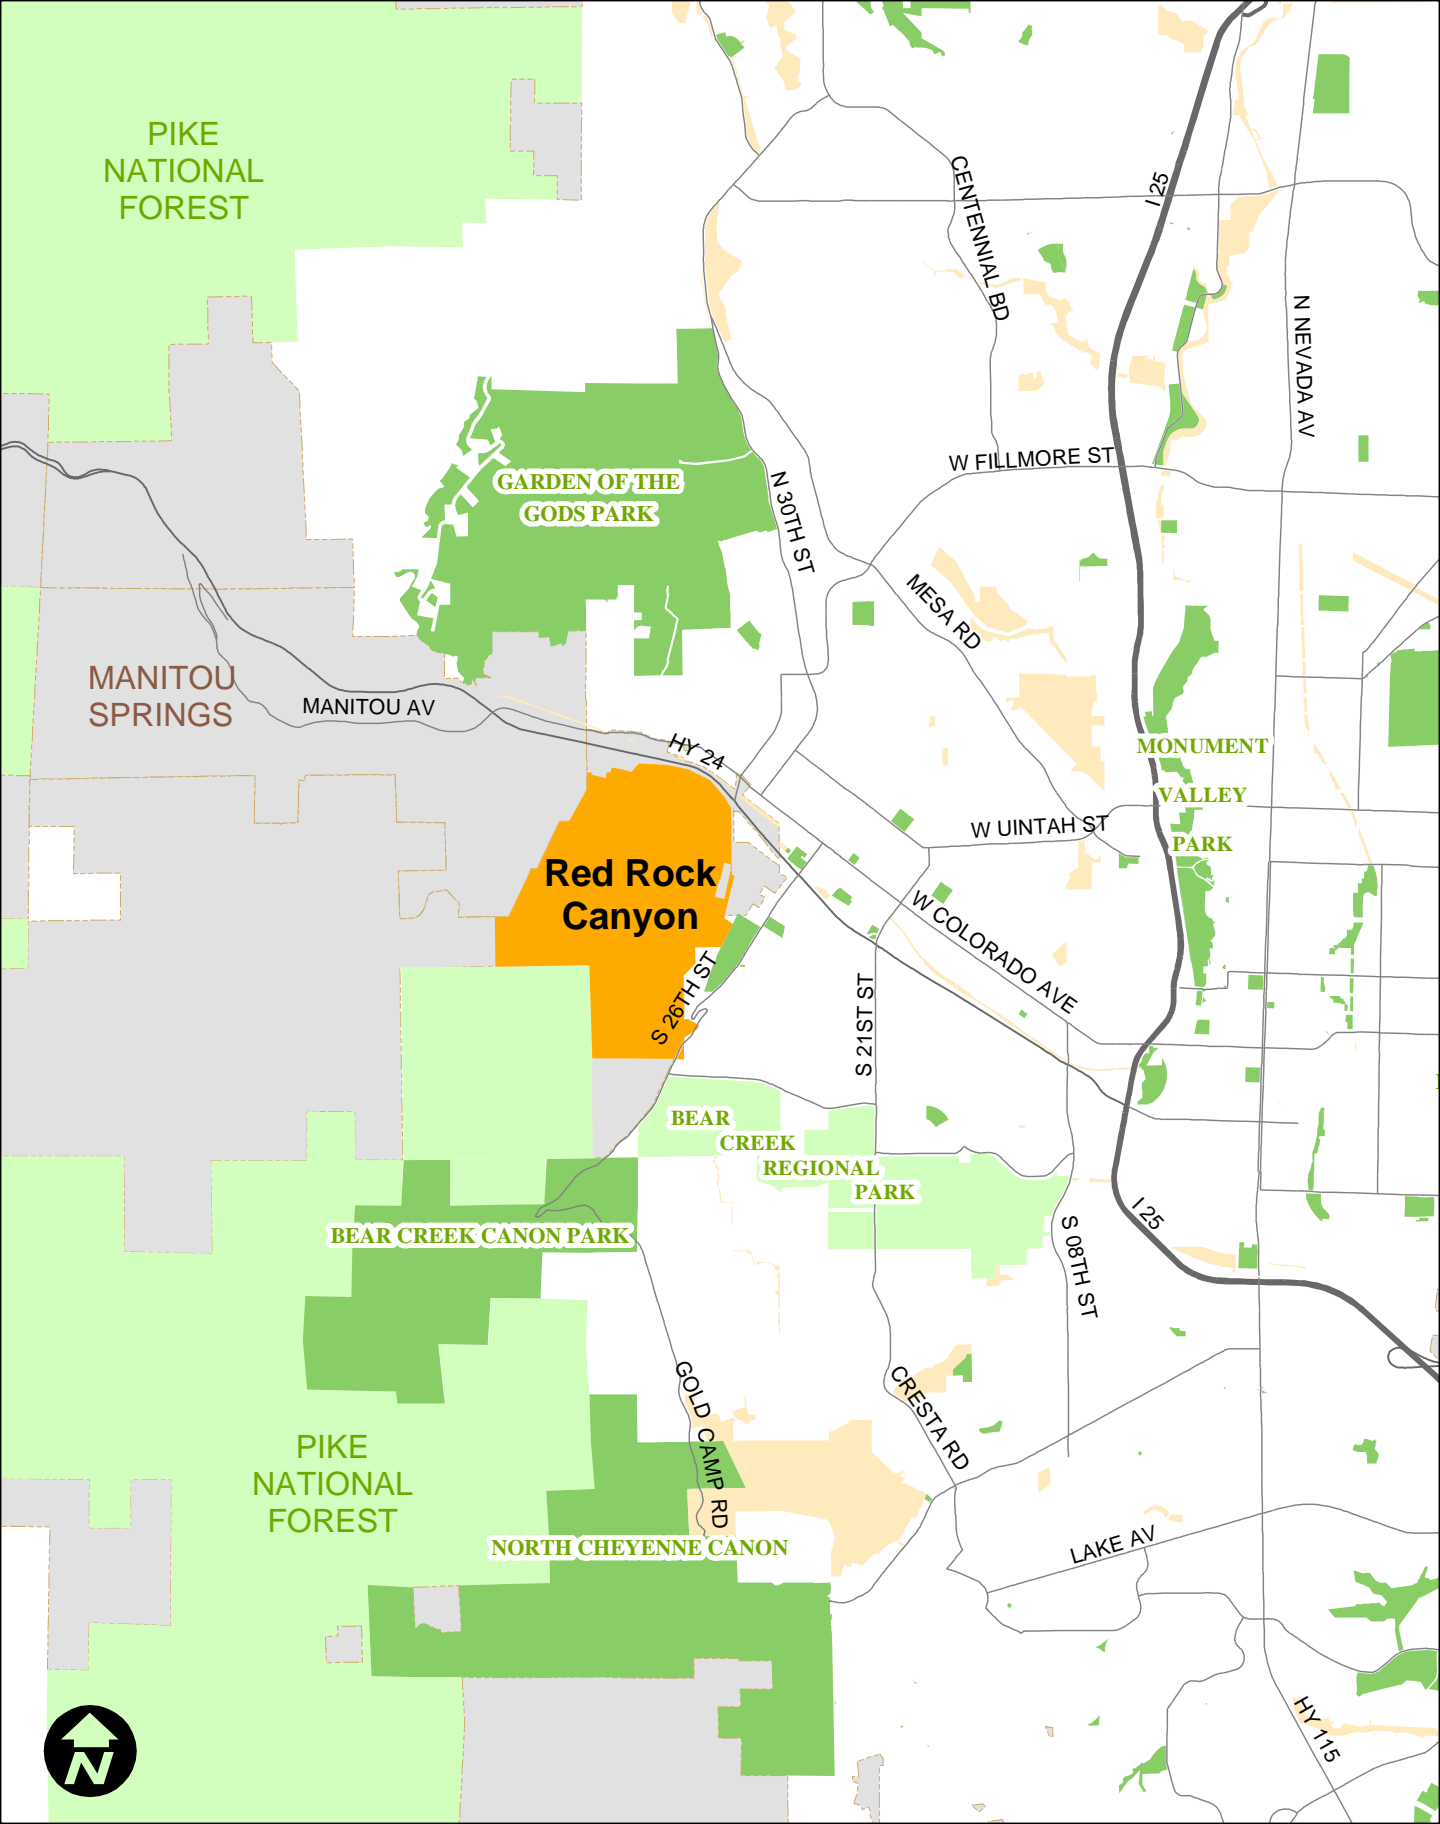 PIKE
NATIONAL
FOREST
CENTENNIAL BD
I 25
N NEVADA AV
W FILLMORE ST
GARDEN OF THE
GODS PARK
N 30TH ST
MESA RD
MANITOU
SPRINGS
MANITOU AV
HY 24
MONUMENT
VALLEY
PARK
W UINTAH ST
Red Rock
Canyon
W COLORADO AVE
S 26TH ST
S 21ST ST
BEAR
CREEK
REGIONAL
PARK
BEAR CREEK CANON PARK
I 25
S 08TH ST
GOLD CAMP RD
CRESTA RD
PIKE
NATIONAL
FOREST
NORTH CHEYENNE CANON
LAKE AV
HY 115
N